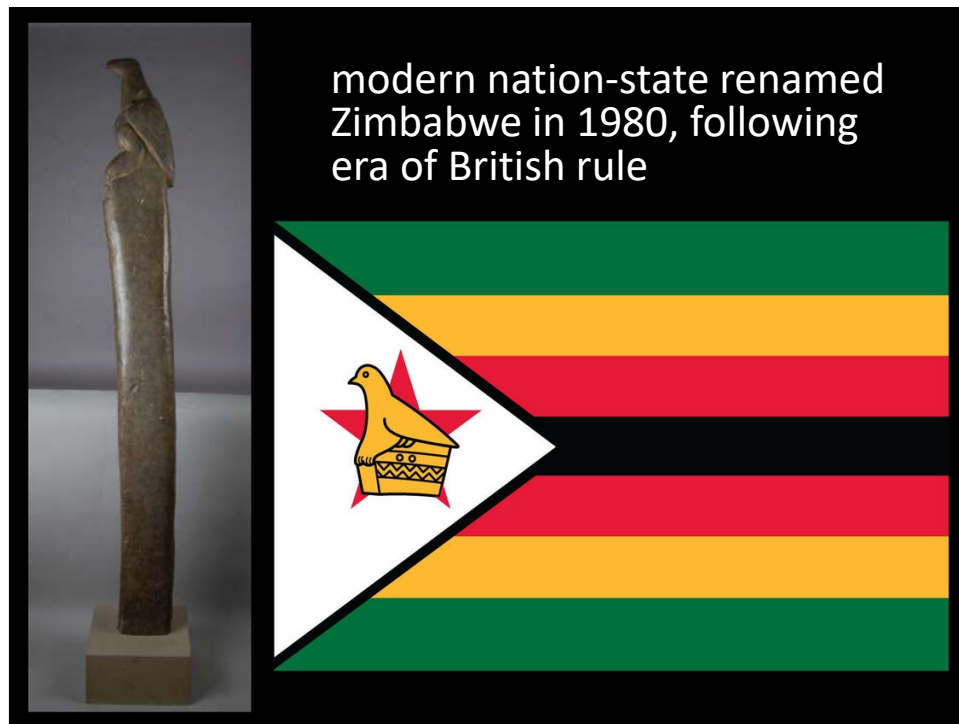 modern nation-state renamed
Zimbabwe in 1980, following
era of British rule